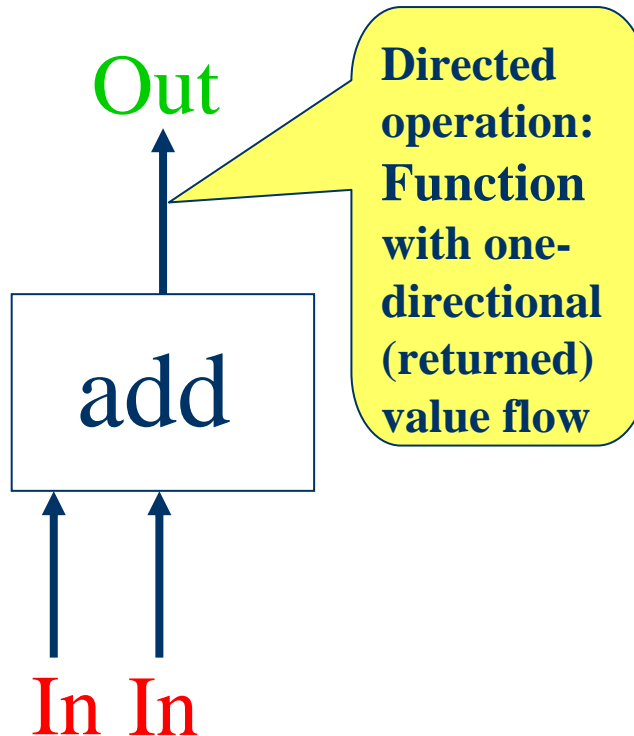 Out
Directed
operation:
Function
with one-
directional
(returned)
value flow
add
In In